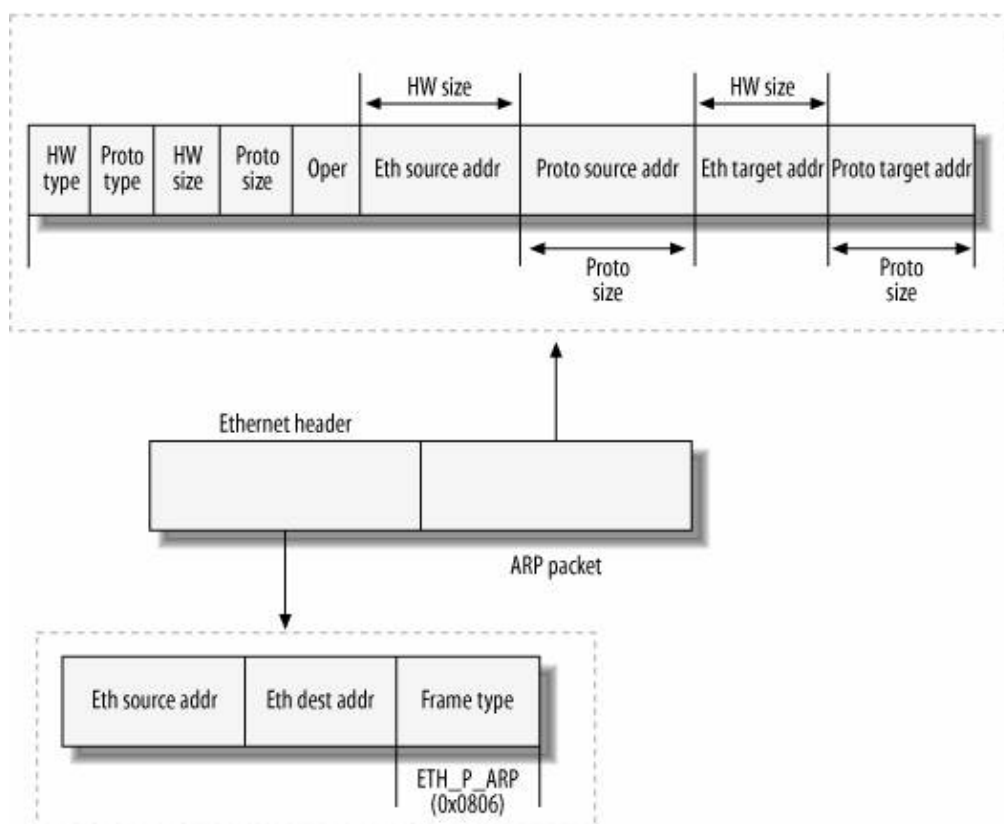 HW size
HW size
HW
type
Proto
type
HW
size
Proto
size
Oper
Eth source addr
Proto source addr
Eth target addr
Proto target addr
Proto
size
Proto
size
Ethernet header
ARP packet
Eth source addr
Eth dest addr
Frame type
ETH_P_ARP
(0x0806)